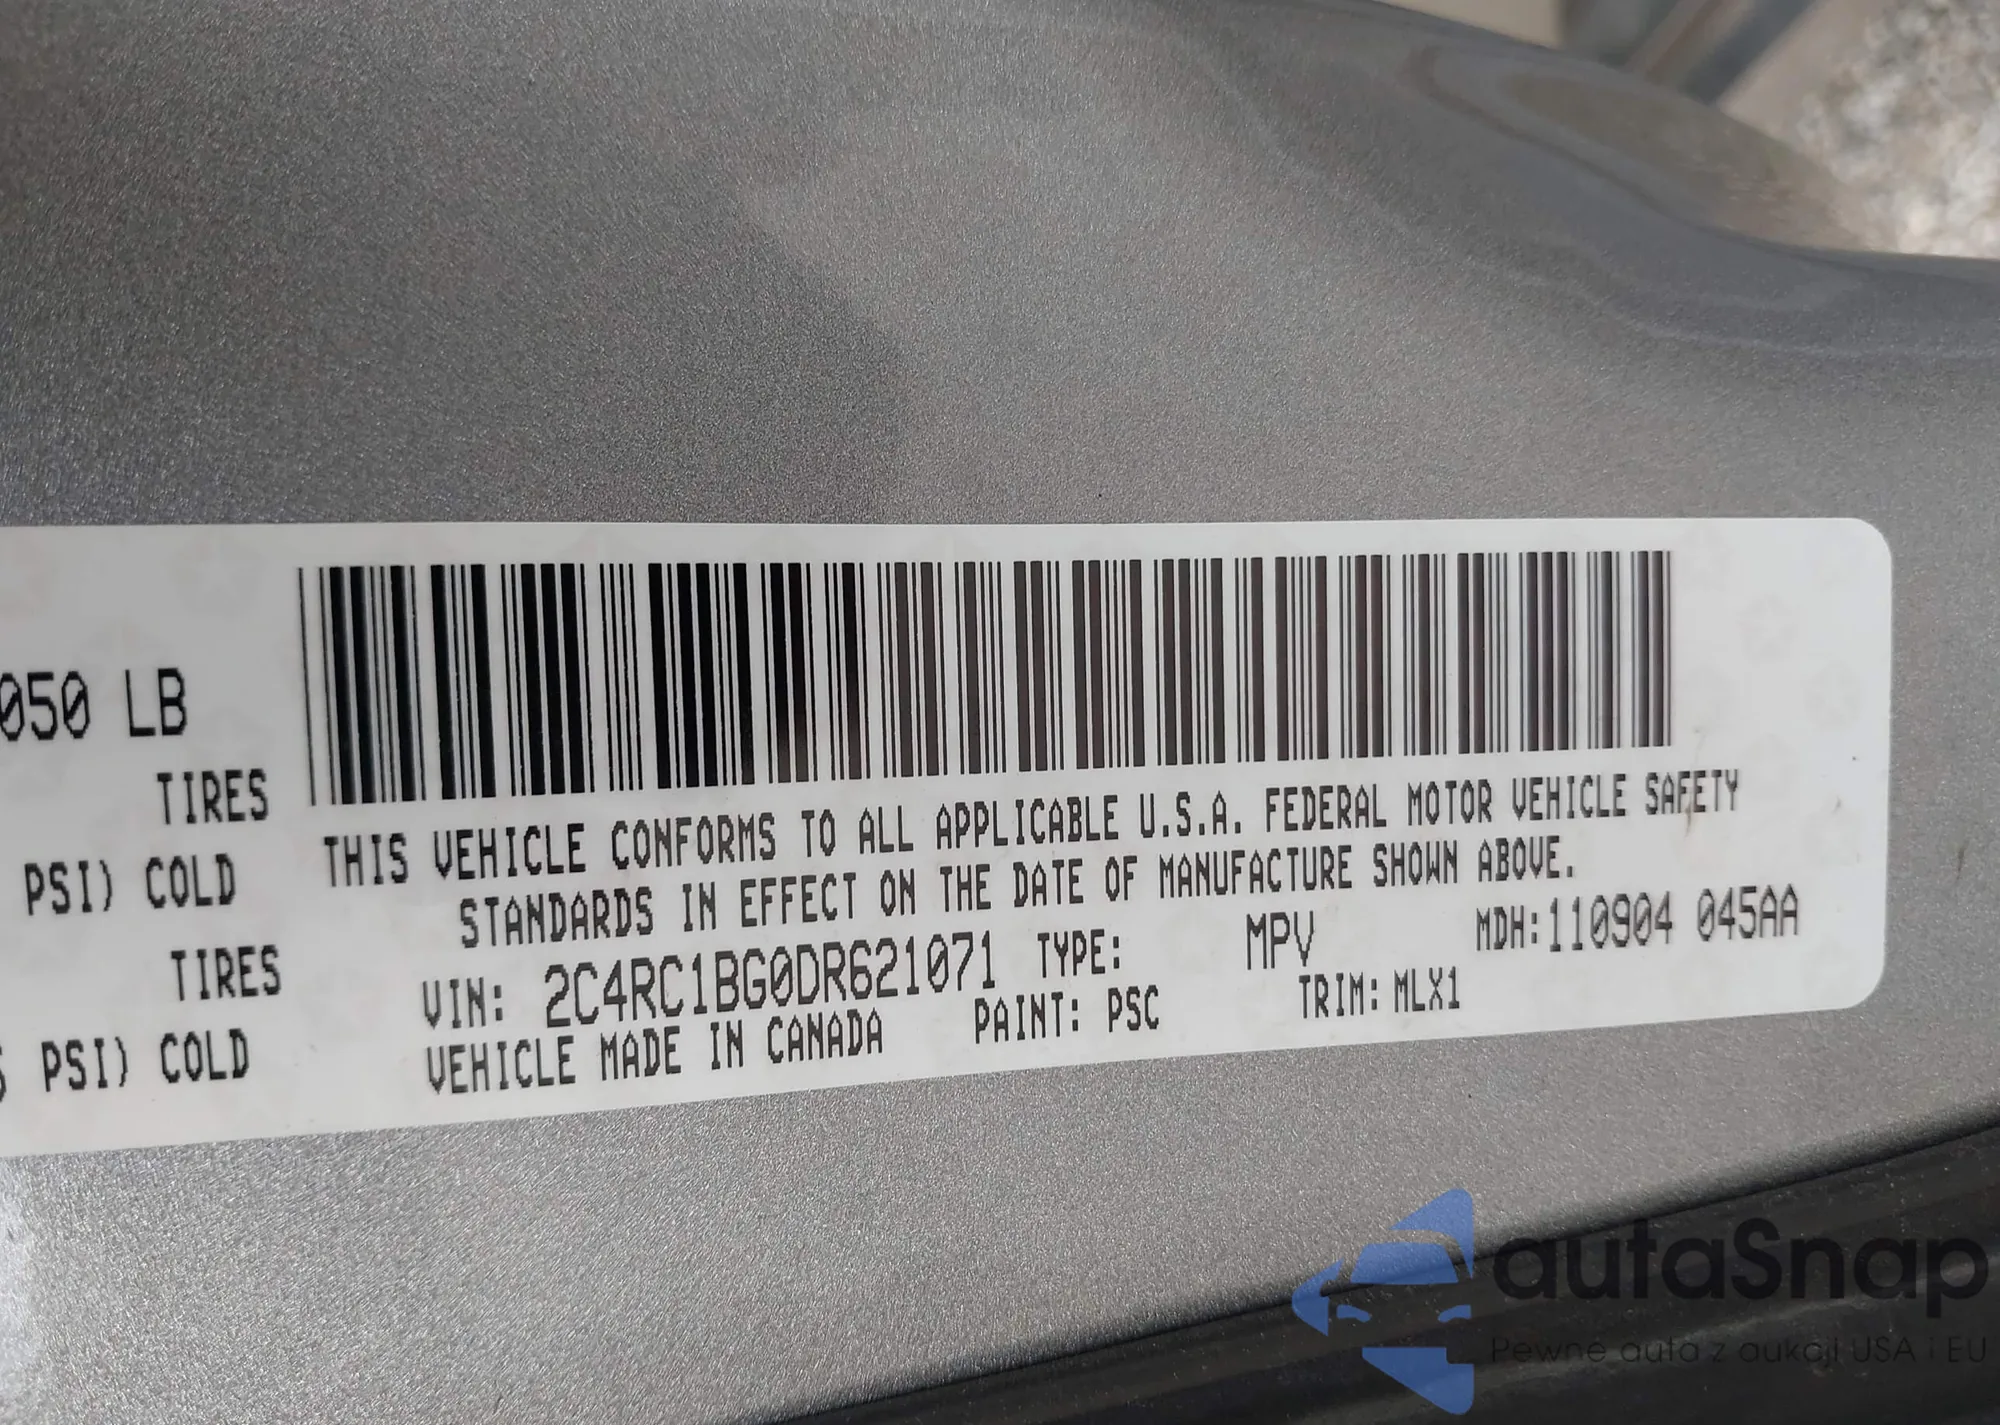 050 LB
TIRES
PSI) COLD
TIRES
PSI) COLD
THIS VEHICLE CONFORMS TO ALL APPLICABLE U.S.A. FEDERAL MOTOR VEHICLE SAFETY
STANDARDS IN EFFECT ON THE DATE OF MANUFACTURE SHOWN ABOVE.
VIN: 2C4RC1BG0DR621071 TYPE: MPV MDH:110904 045AA
VEHICLE MADE IN CANADA PAINT: PSC TRIM: MLX1
autaSnap
Pewne auta z aukcji USA i EU